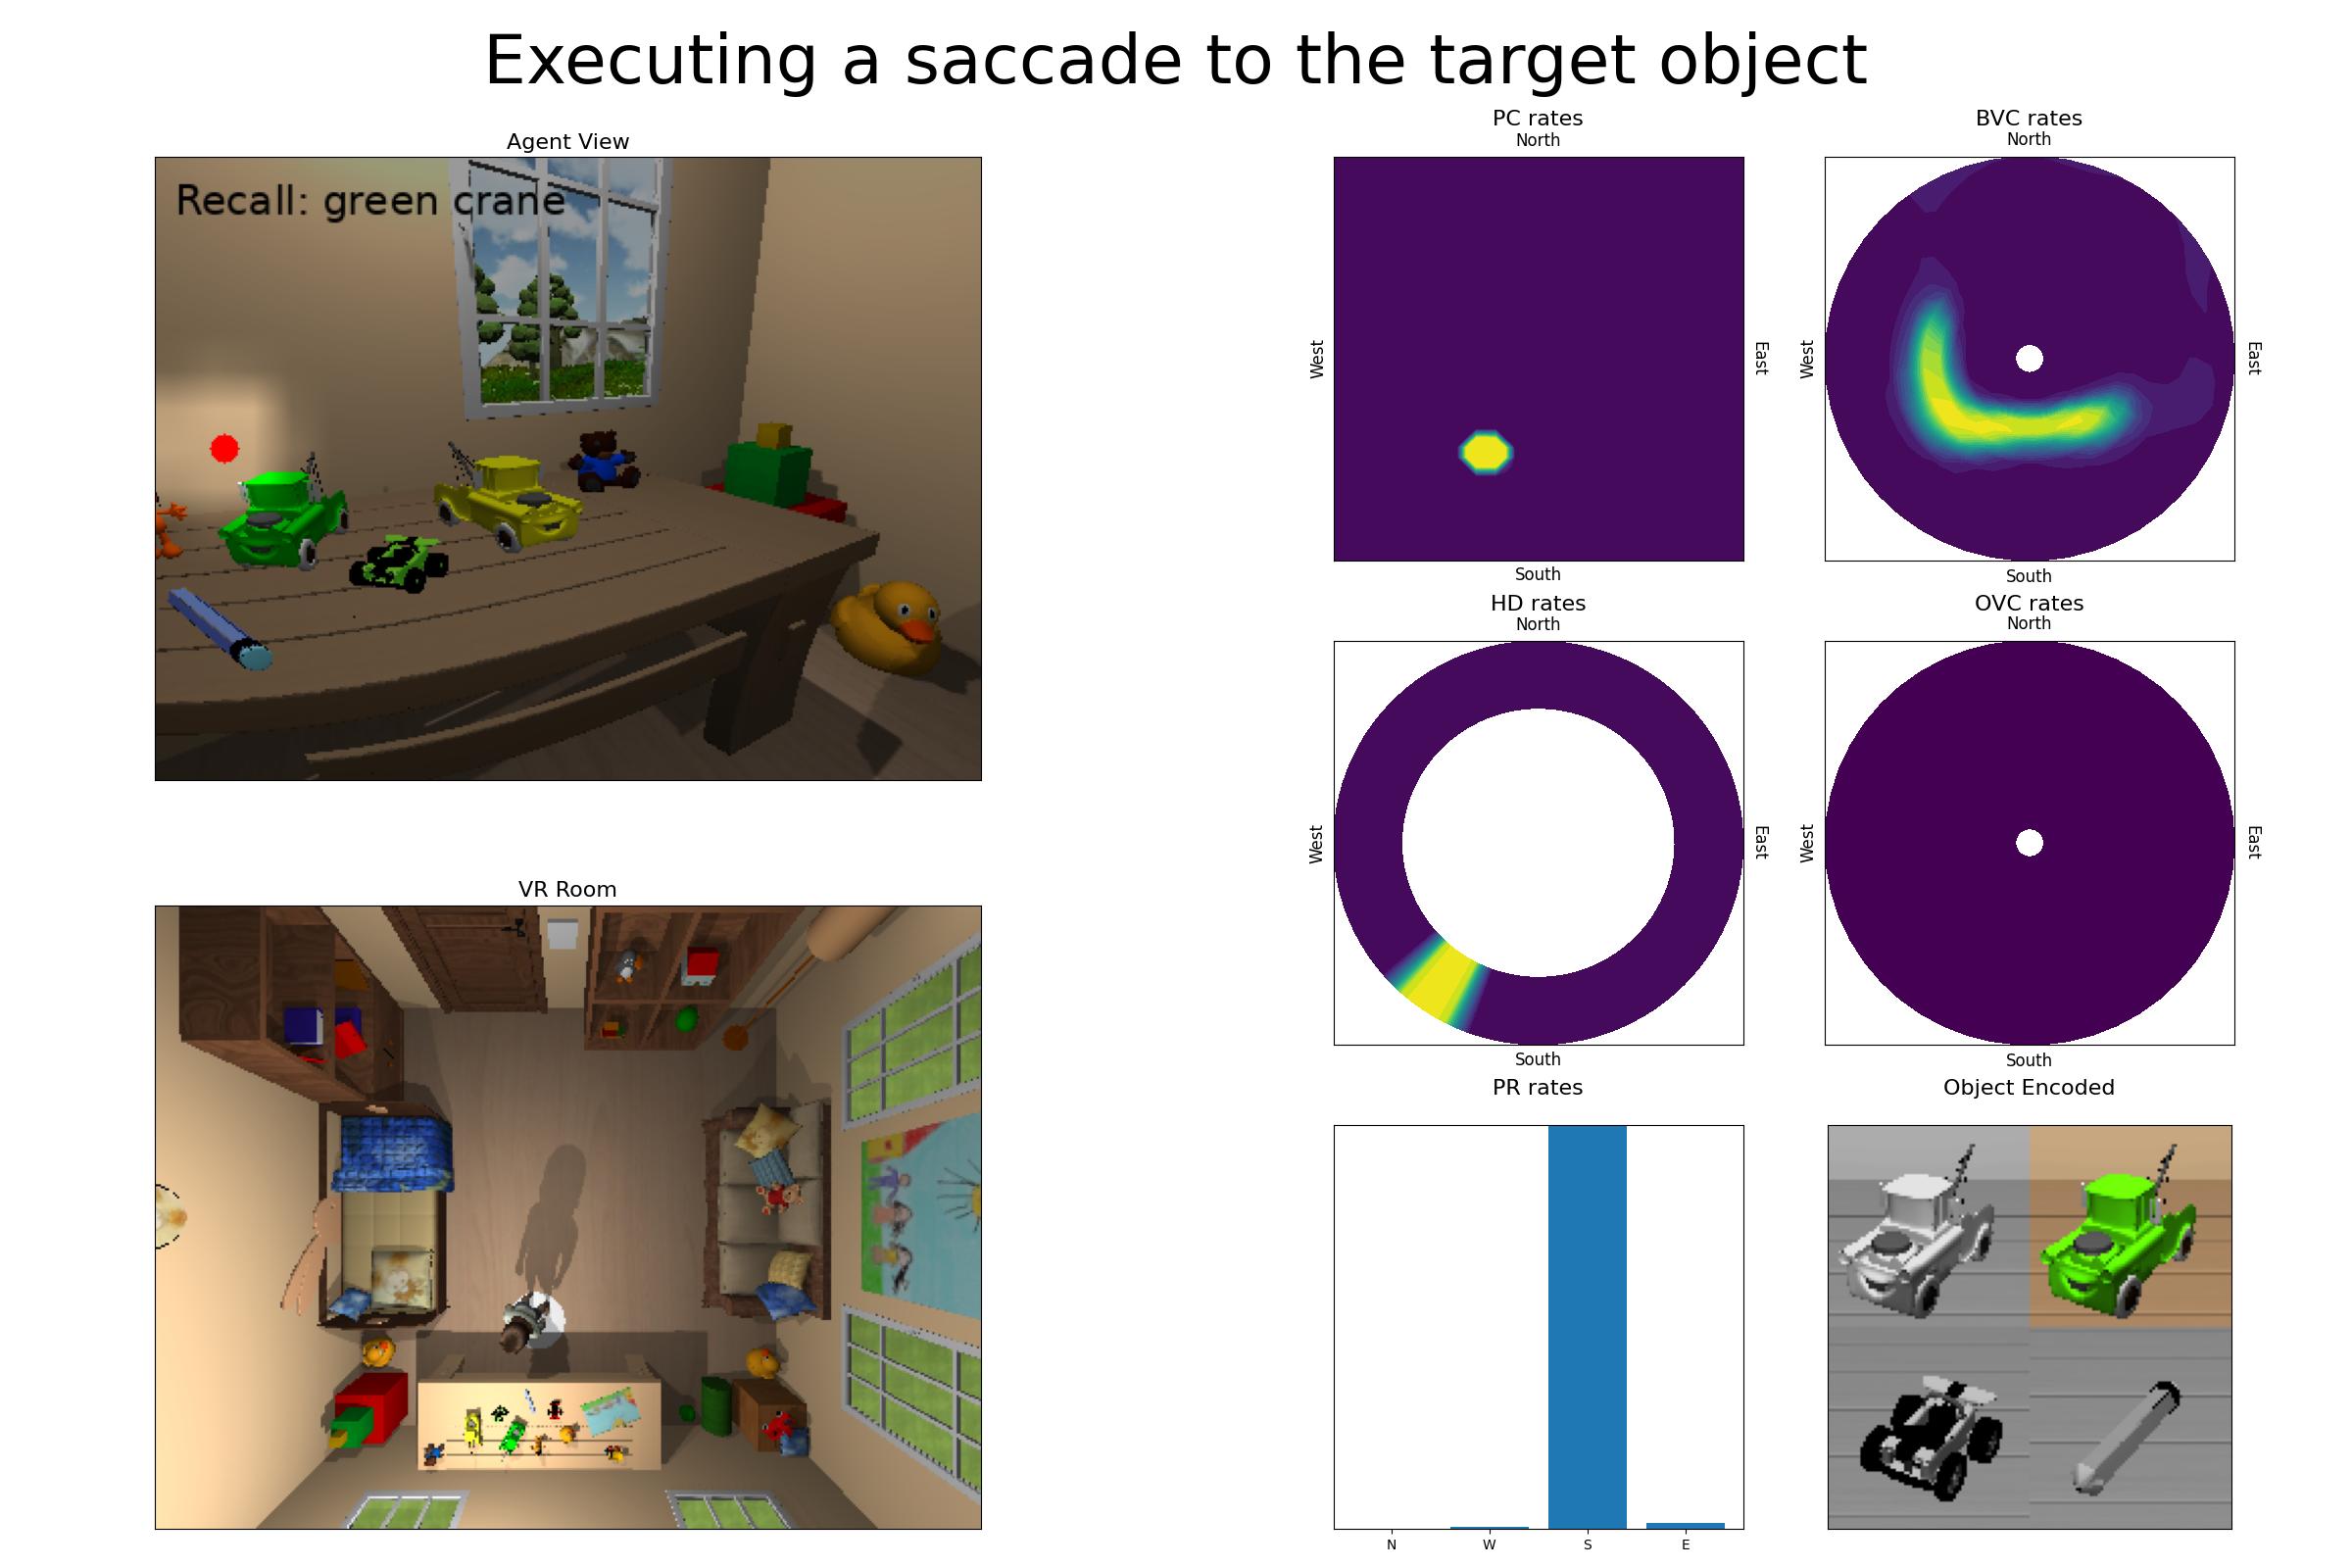 Executing a saccade to the target object
Agent View
Recall: green crane
VR Room
PC rates
North
West
East
South
BVC rates
North
West
East
South
HD rates
North
West
East
South
OVC rates
North
West
East
South
PR rates
N W S E
Object Encoded